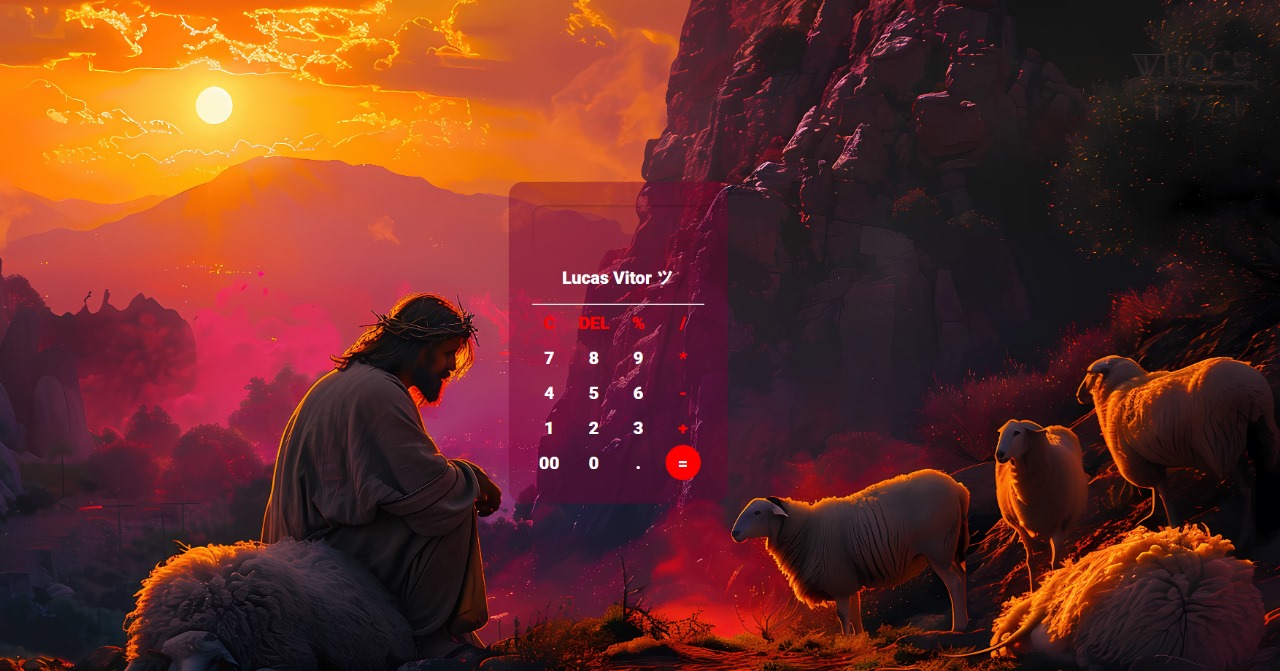 Lucas Vitor ツ
C DEL % /
7 8 9 *
4 5 6 -
1 2 3 +
00 0 . =